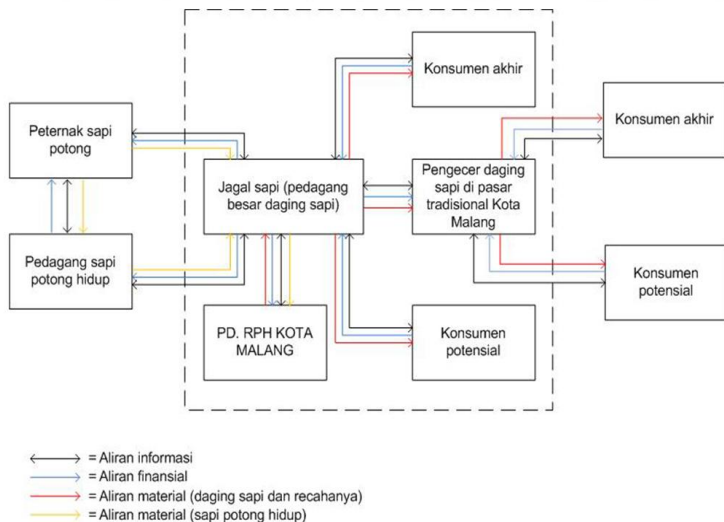 Konsumen akhir
Peternak sapi
potong
Konsumen akhir
Jagal sapi (pedagang
besar daging sapi)
Pengecer daging
sapi di pasar
tradisional Kota
Malang
Pedagang sapi
potong hidup
Konsumen
potensial
PD. RPH KOTA
MALANG
Konsumen
potensial
= Aliran informasi
= Aliran finansial
= Aliran material (daging sapi dan recahanya)
= Aliran material (sapi potong hidup)